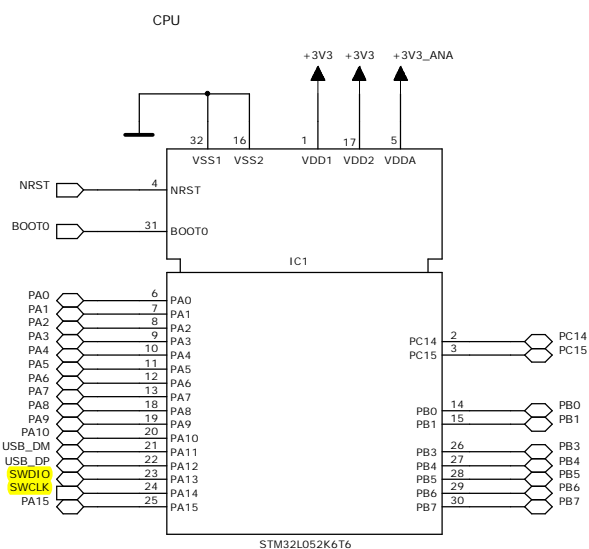 CPU
+3V3 +3V3 +3V3_ANA
32 16 1 17 5
VSS1 VSS2 VDD1 VDD2 VDDA
NRST 4 NRST
BOOT0 31 BOOT0
IC1
PA0 6 PA0
PA1 7 PA1
PA2 8 PA2
PA3 9 PA3 PC14 2 PC14
PA4 10 PA4 PC15 3 PC15
PA5 11 PA5
PA6 12 PA6
PA7 13 PA7
PA8 18 PA8 PB0 14 PB0
PA9 19 PA9 PB1 15 PB1
PA10 20 PA10
USB_DM 21 PA11 PB3 26 PB3
USB_DP 22 PA12 PB4 27 PB4
SWDIO 23 PA13 PB5 28 PB5
SWCLK 24 PA14 PB6 29 PB6
PA15 25 PA15 PB7 30 PB7
STM32L052K6T6